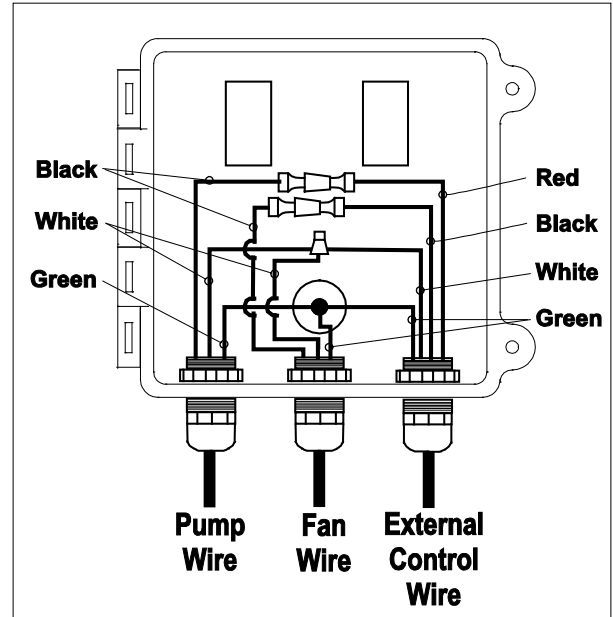 Black
White
Green
Red
Black
White
Green
Pump
Wire
Fan
Wire
External
Control
Wire